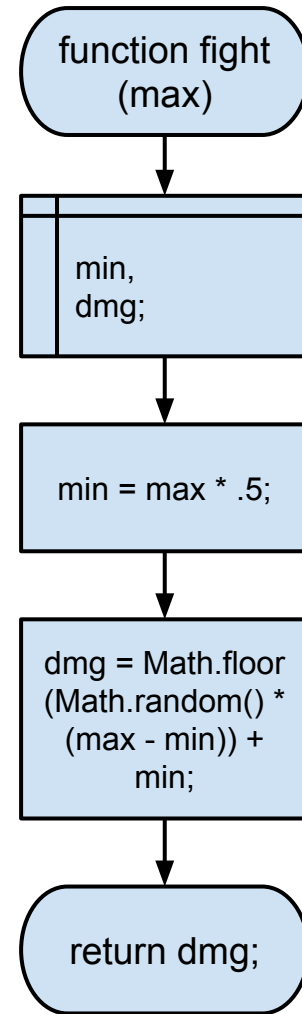 function fight
(max)
min,
dmg;
min = max * .5;
dmg = Math.floor
(Math.random() *
(max - min)) +
min;
return dmg;